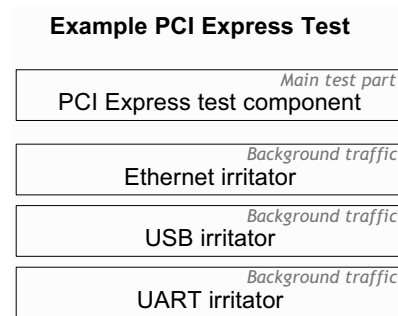 Example PCI Express Test
Main test part
PCI Express test component
Background traffic
Ethernet irritator
Background traffic
USB irritator
Background traffic
UART irritator